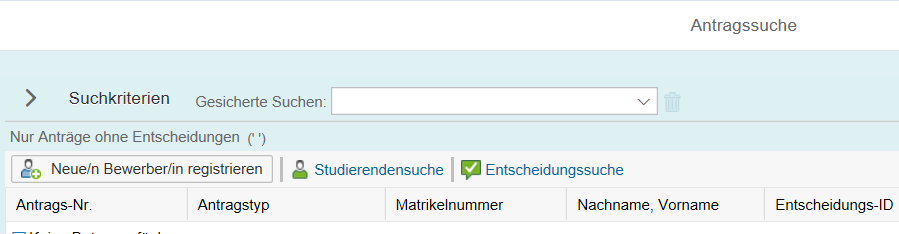 Antragssuche
Suchkriterien Gesicherte Suchen:
Nur Anträge ohne Entscheidungen (' ')
Neue/n Bewerber/in registrieren Studierendensuche Entscheidungssuche
Antrags-Nr. Antragstyp Matrikelnummer Nachname, Vorname Entscheidungs-ID